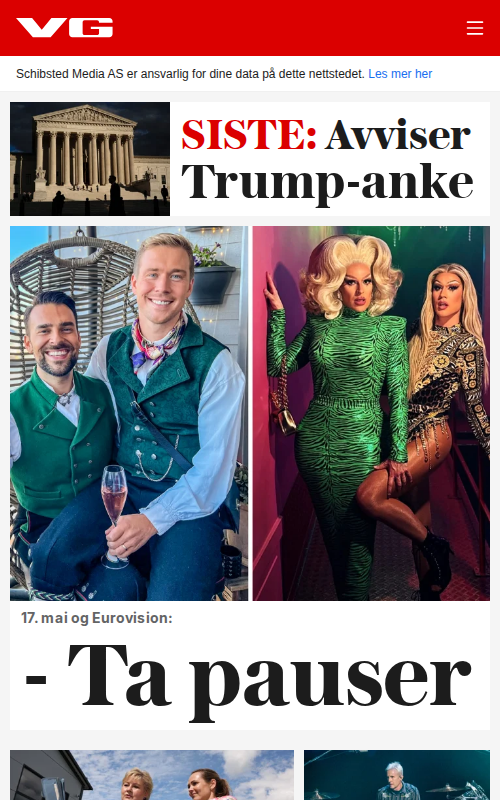 VG
Schibsted Media AS er ansvarlig for dine data på dette nettstedet. Les mer her
SISTE: Avviser
Trump-anke
17. mai og Eurovision:
- Ta pauser